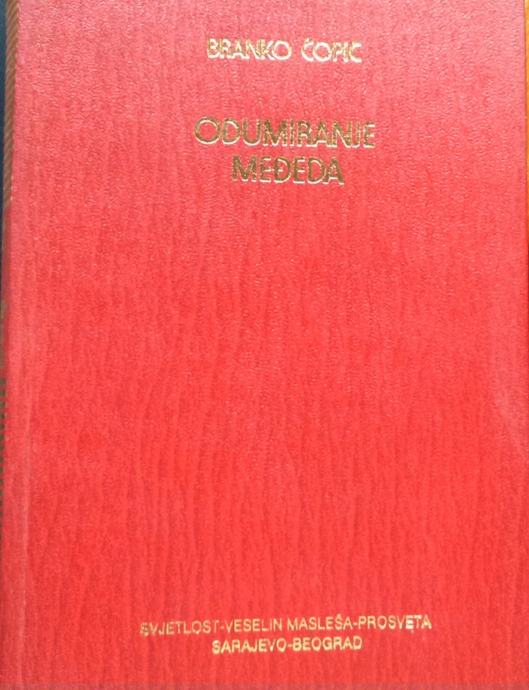 BRANKO ĆOPIĆ
ODUMIRANJE
MEĐEDA
SVJETLOST-VESELIN MASLEŠA-PROSVETA
SARAJEVO-BEOGRAD